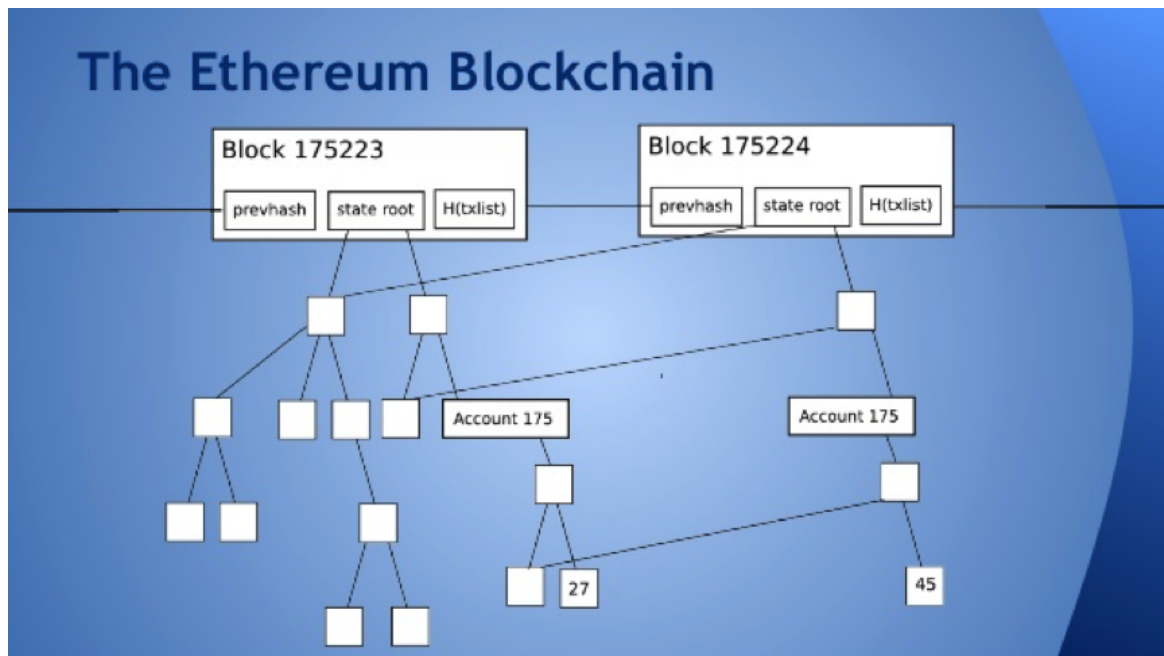 The Ethereum Blockchain
Block 175223
prevhash
state root
H(txlist)
Block 175224
prevhash
state root
H(txlist)
Account 175
Account 175
27
45